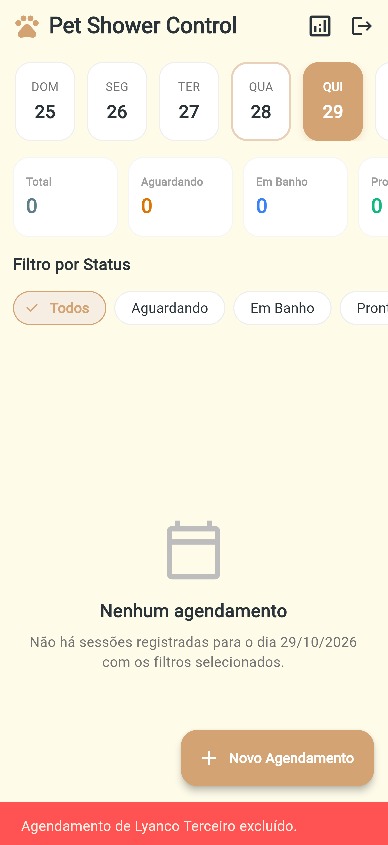 Pet Shower Control
DOM SEG TER QUA QUI
25 26 27 28 29
Total Aguardando Em Banho Pro
0 0 0 0
Filtro por Status
Todos Aguardando Em Banho Pront
Nenhum agendamento
Não há sessões registradas para o dia 29/10/2026
com os filtros selecionados.
+ Novo Agendamento
Agendamento de Lyanco Terceiro excluído.